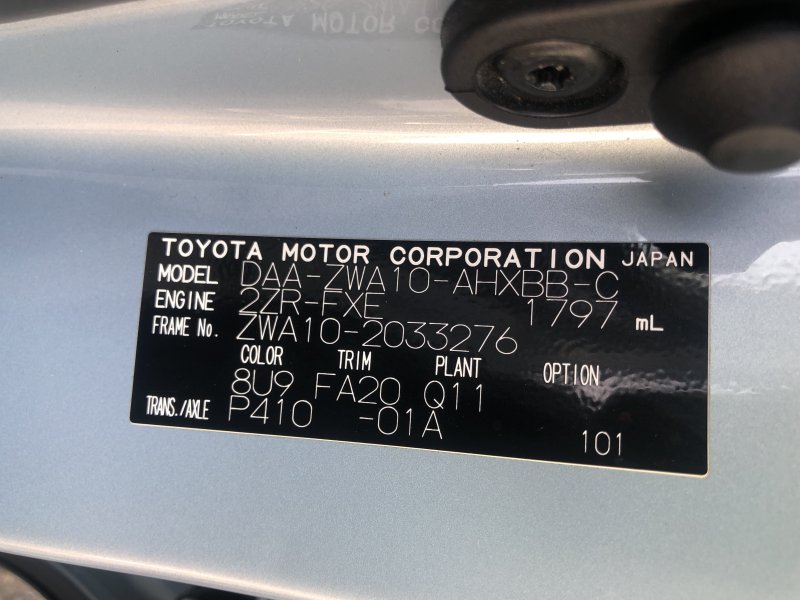 TOYOTA MOTOR CORPORATION JAPAN
MODEL DAA-ZWA10-AHXBB-C
ENGINE 2ZR-FXE 1797 mL
FRAME No. ZWA10-2033276
COLOR TRIM PLANT OPTION
8U9 FA20 Q11
TRANS./AXLE P410 -01A
101